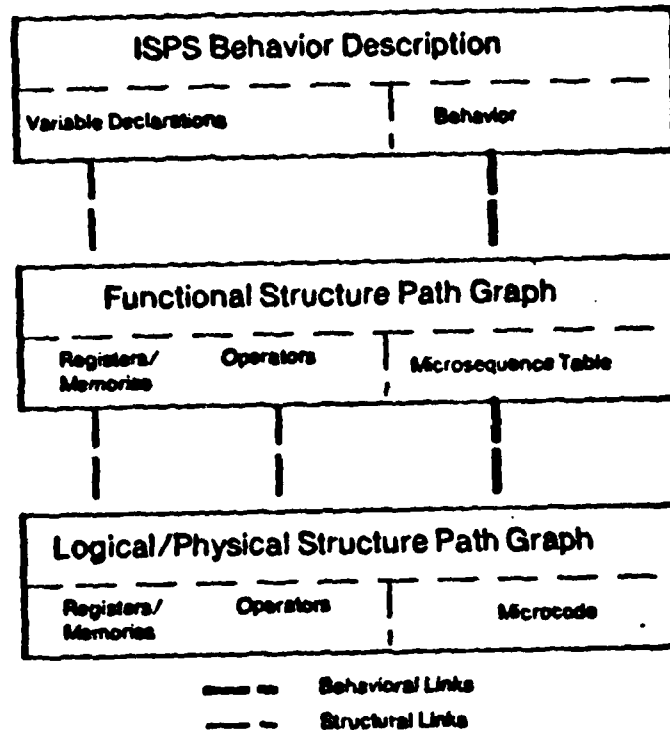 ISPS Behavior Description
Variable Declarations
Behavior
Functional Structure Path Graph
Registers/
Memories
Operators
Microsequence Table
Logical/Physical Structure Path Graph
Registers/
Memories
Operators
Microcode
Behavioral Links
Structural Links